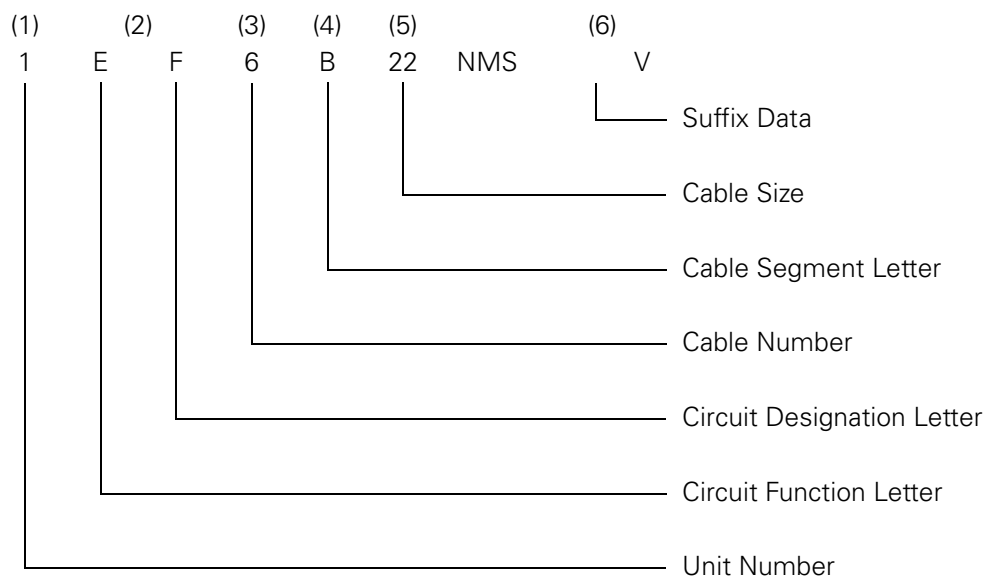 (1) (2) (3) (4) (5) (6)
1 E F 6 B 22 NMS V
Suffix Data
Cable Size
Cable Segment Letter
Cable Number
Circuit Designation Letter
Circuit Function Letter
Unit Number